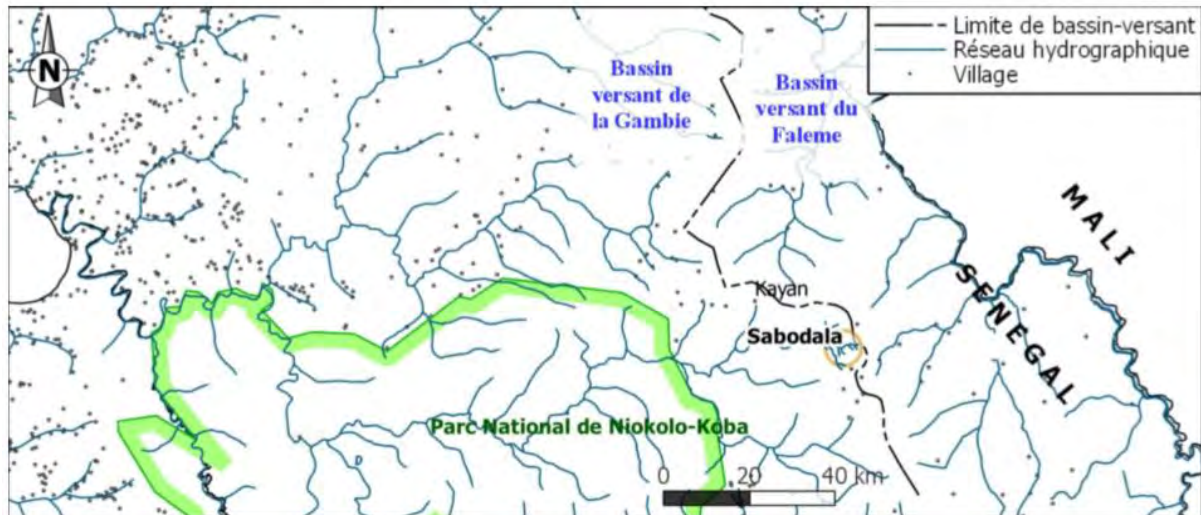 N
Limite de bassin-versant
Réseau hydrographique
Village
Bassin
versant de
la Gambie
Bassin
versant du
Faleme
MALI
SENEGAL
Kayan
Sabodala
Parc National de Niokolo-Koba
0 20 40 km